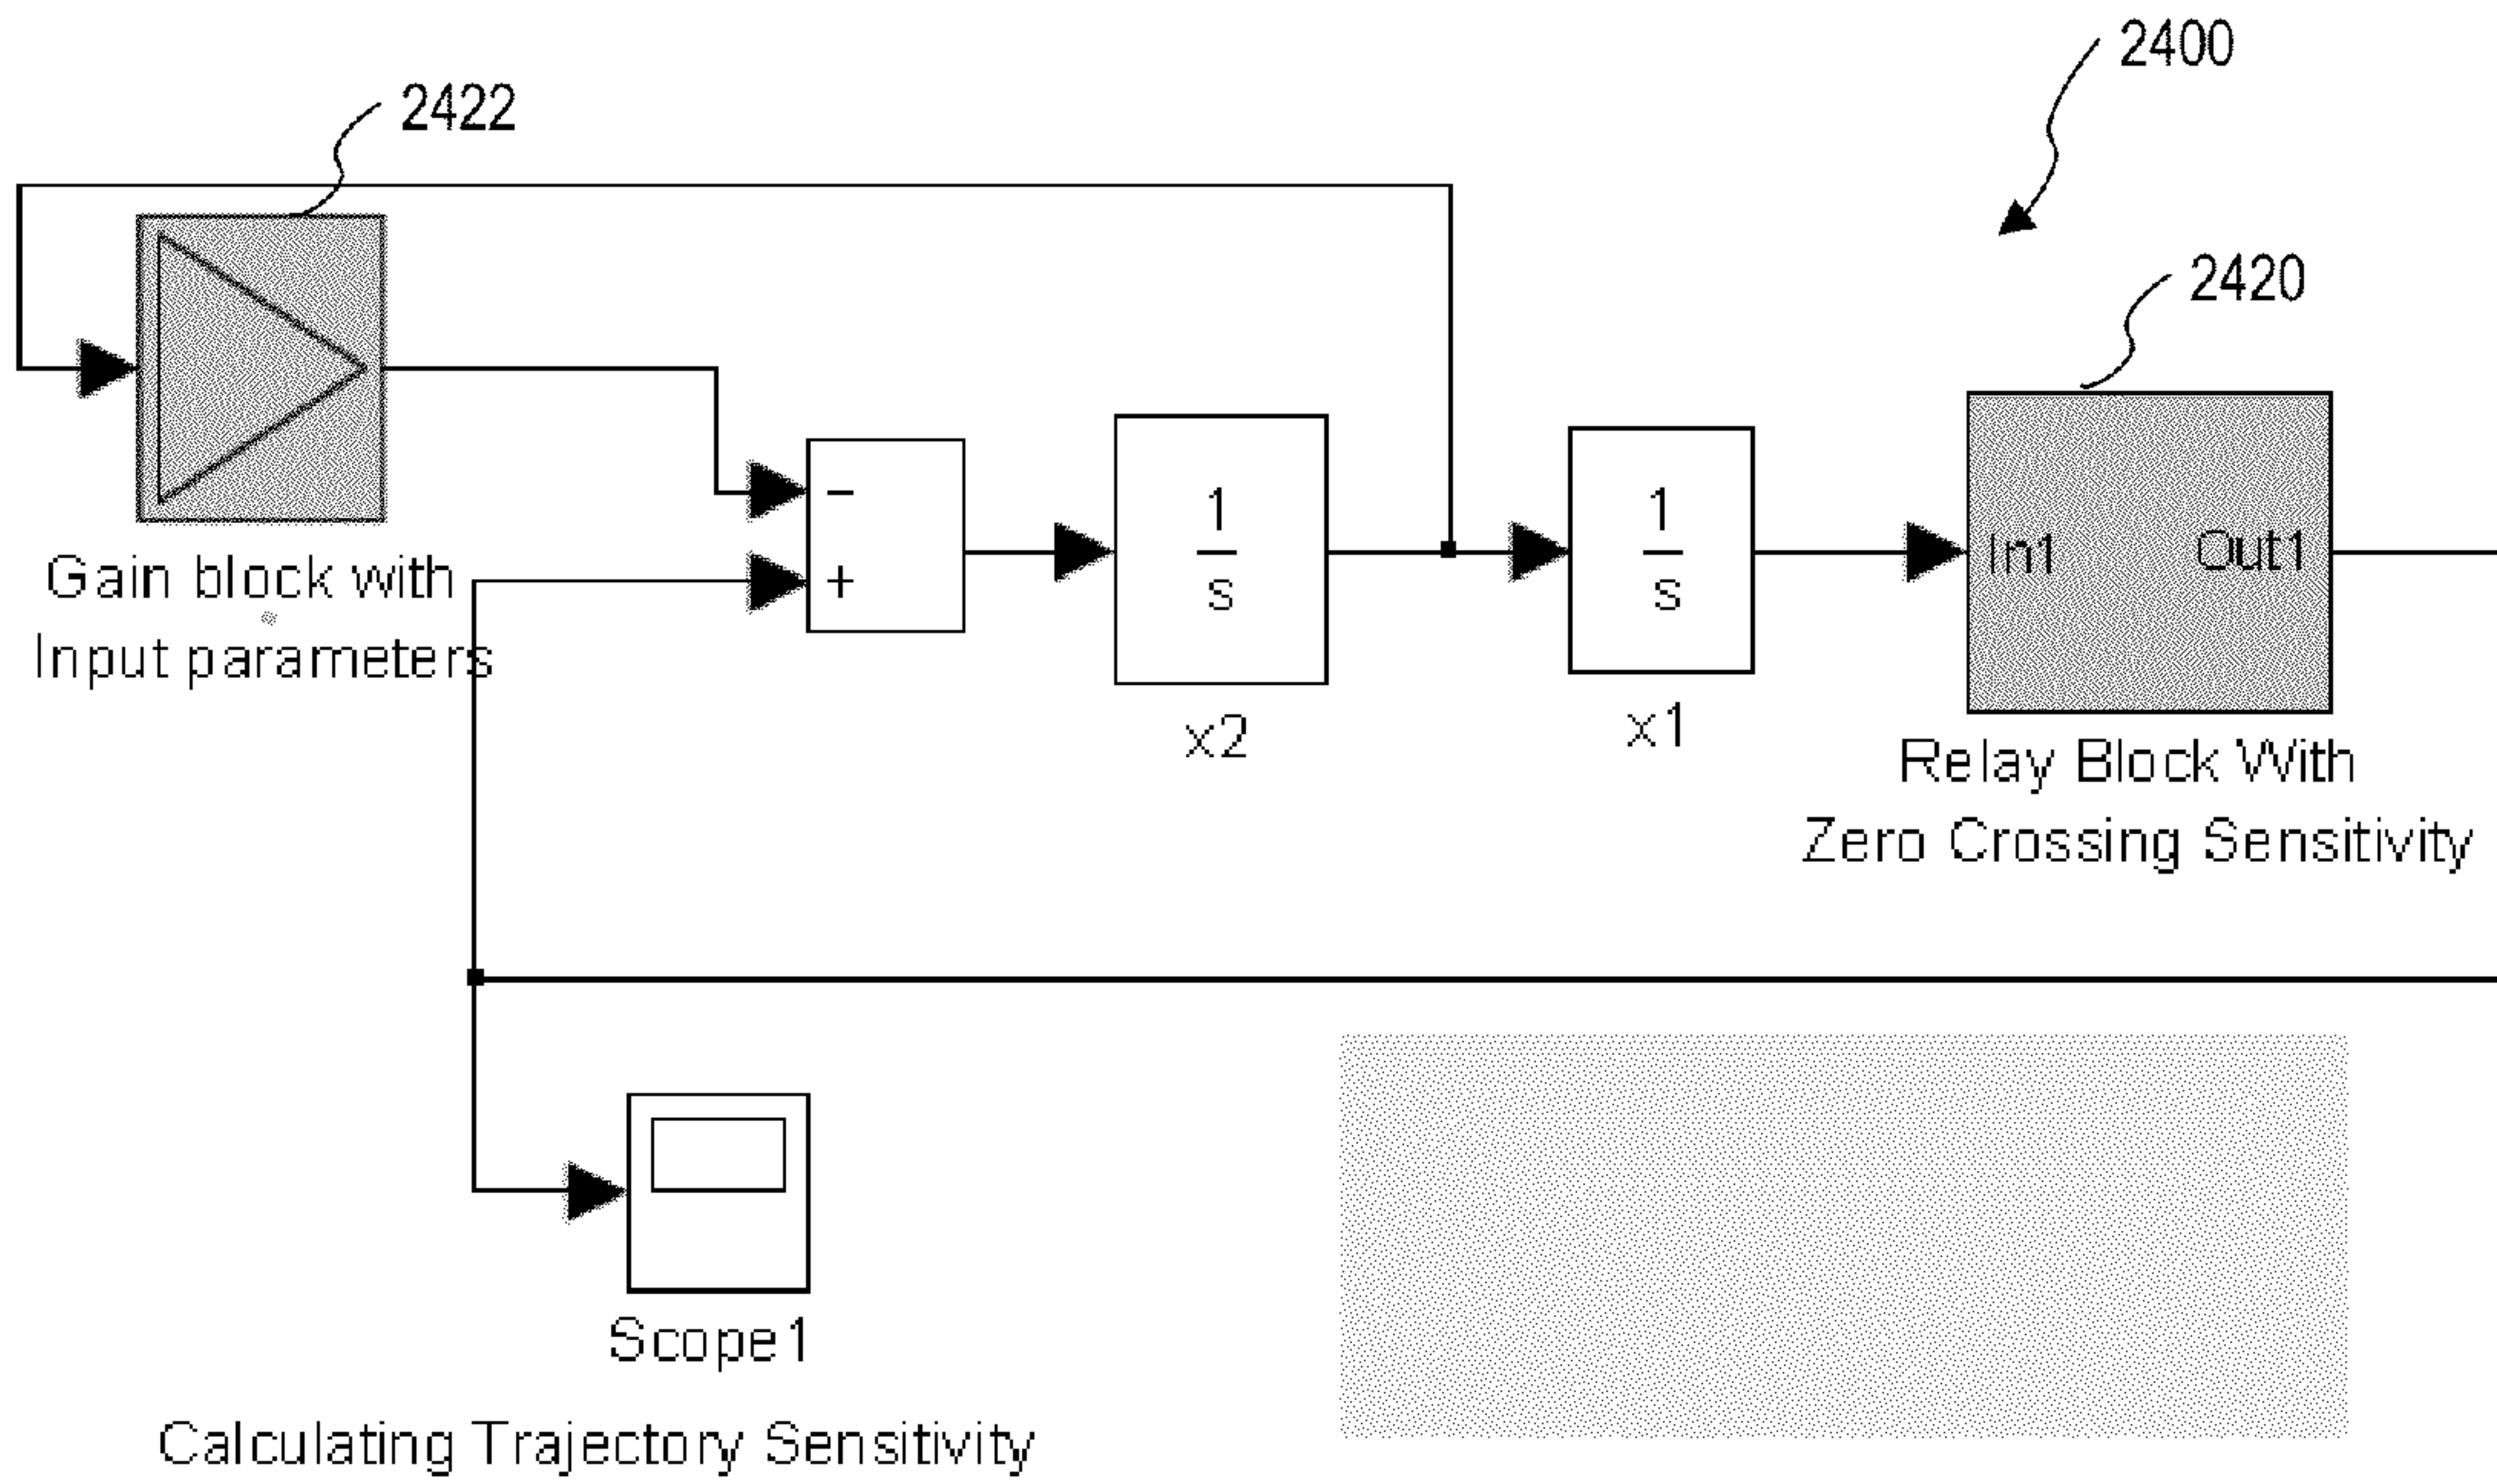 2400
2422
2420
−
+
1
s
1
s
In1 Out1
Gain block with
Input parameters
x2
x1
Relay Block With
Zero Crossing Sensitivity
Scope1
Calculating Trajectory Sensitivity